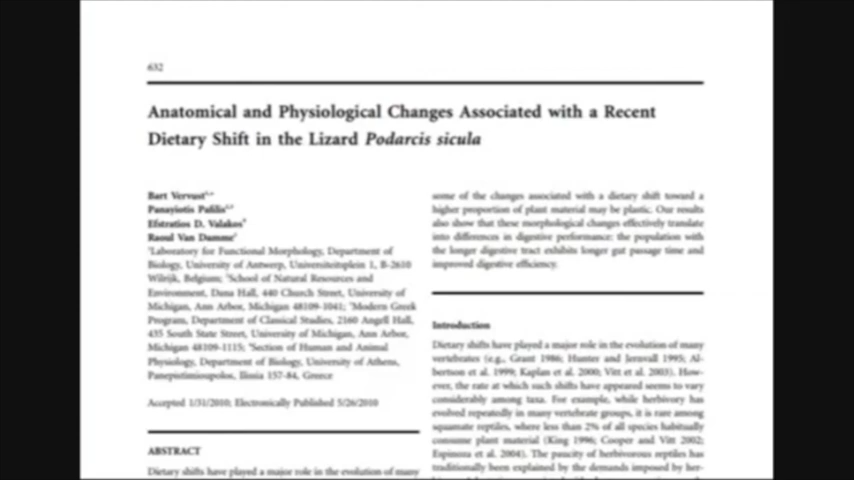 632
Anatomical and Physiological Changes Associated with a Recent
Dietary Shift in the Lizard Podarcis sicula
Bart Vervust
Panayiotis Pafilis
Efstratios D. Valakos
Raoul Van Damme
Laboratory for Functional Morphology, Department of
Biology, University of Antwerp, Universiteitsplein 1, B-2610
Wilrijk, Belgium; School of Natural Resources and
Environment, Dana Hall, 440 Church Street, University of
Michigan, Ann Arbor, Michigan 48109-1041; Modern Greek
Program, Department of Classical Studies, 2160 Angell Hall,
435 South State Street, University of Michigan, Ann Arbor,
Michigan 48109-1115; Section of Human and Animal
Physiology, Department of Biology, University of Athens,
Panepistimioupolos, Ilissia 157-84, Greece
Accepted 1/31/2010; Electronically Published 5/26/2010
ABSTRACT
Dietary shifts have played a major role in the evolution of many
some of the changes associated with a dietary shift toward a
higher proportion of plant material may be plastic. Our results
also show that these morphological changes effectively translate
into differences in digestive performance: the population with
the longer digestive tract exhibits longer gut passage time and
improved digestive efficiency.
Introduction
Dietary shifts have played a major role in the evolution of many
vertebrates (e.g., Grant 1986; Hunter and Jernvall 1995; Al-
bertson et al. 1999; Kaplan et al. 2000; Vitt et al. 2003). How-
ever, the rate at which such shifts have appeared seems to vary
considerably among taxa. For example, while herbivory has
evolved repeatedly in many vertebrate groups, it is rare among
squamate reptiles, where less than 2% of all species habitually
consume plant material (King 1996; Cooper and Vitt 2002;
Espinoza et al. 2004). The paucity of herbivorous reptiles has
traditionally been explained by the demands imposed by her-